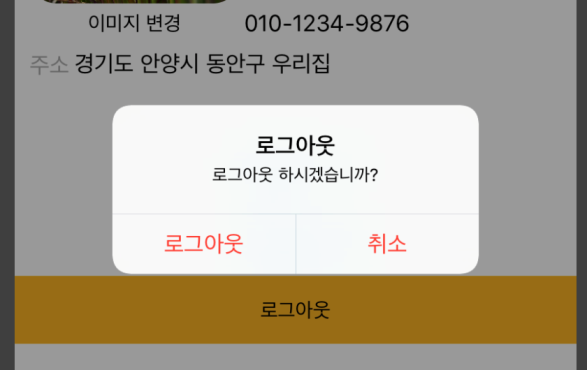 이미지 변경 010-1234-9876
주소 경기도 안양시 동안구 우리집
로그아웃
로그아웃 하시겠습니까?
로그아웃 취소
로그아웃